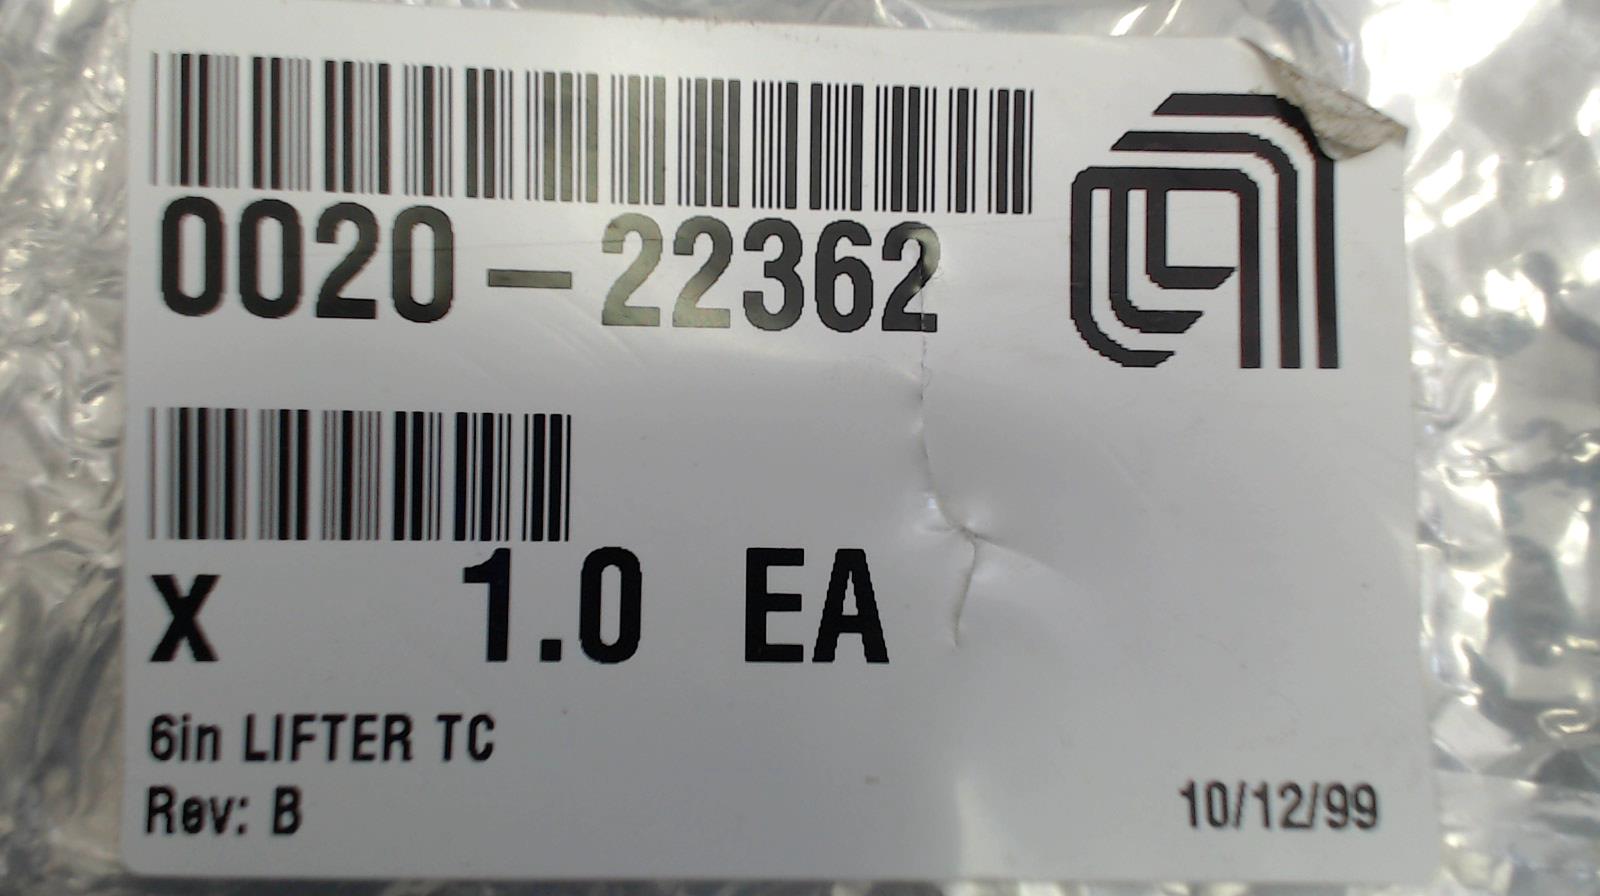 0020-22362
X 1.0 EA
6in LIFTER TC
Rev: B
10/12/99